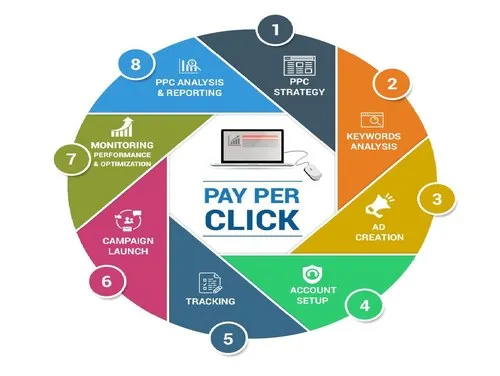 1
PPC
STRATEGY
2
KEYWORDS
ANALYSIS
3
AD
CREATION
4
ACCOUNT
SETUP
5
TRACKING
6
CAMPAIGN
LAUNCH
7
MONITORING
PERFORMANCE
& OPTIMIZATION
8
PPC ANALYSIS
& REPORTING
PAY PER
CLICK